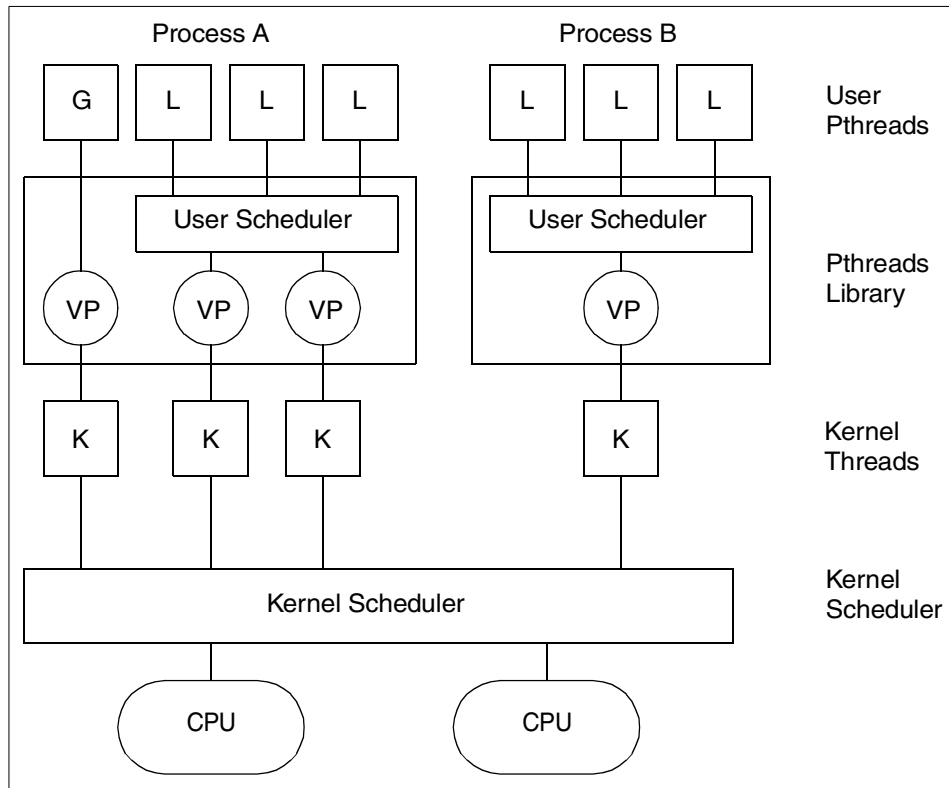 Process A
Process B
G
L
L
L
L
L
L
User
Pthreads
User Scheduler
User Scheduler
VP
VP
VP
VP
Pthreads
Library
K
K
K
K
Kernel
Threads
Kernel Scheduler
Kernel
Scheduler
CPU
CPU